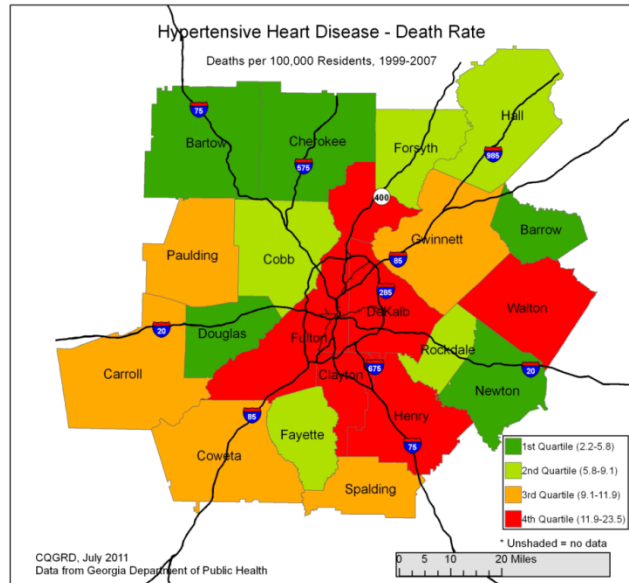 Hypertensive Heart Disease - Death Rate
Deaths per 100,000 Residents, 1999-2007
Hall
75
Bartow
Cherokee
575
Forsyth
985
400
Gwinnett
Barrow
Paulding
Cobb
85
285
Walton
DeKalb
20
Douglas
Fulton
Rockdale
Carroll
Clayton
675
20
Newton
85
Henry
Fayette
75
Coweta
Spalding
1st Quartile (2.2-5.8)
2nd Quartile (5.8-9.1)
3rd Quartile (9.1-11.9)
4th Quartile (11.9-23.5)
* Unshaded = no data
CQGRD, July 2011
Data from Georgia Department of Public Health
0 5 10 20 Miles